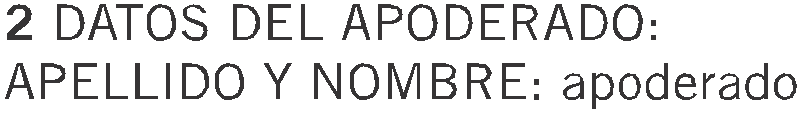 2 DATOS DEL APODERADO:
APELLIDO Y NOMBRE: apoderado